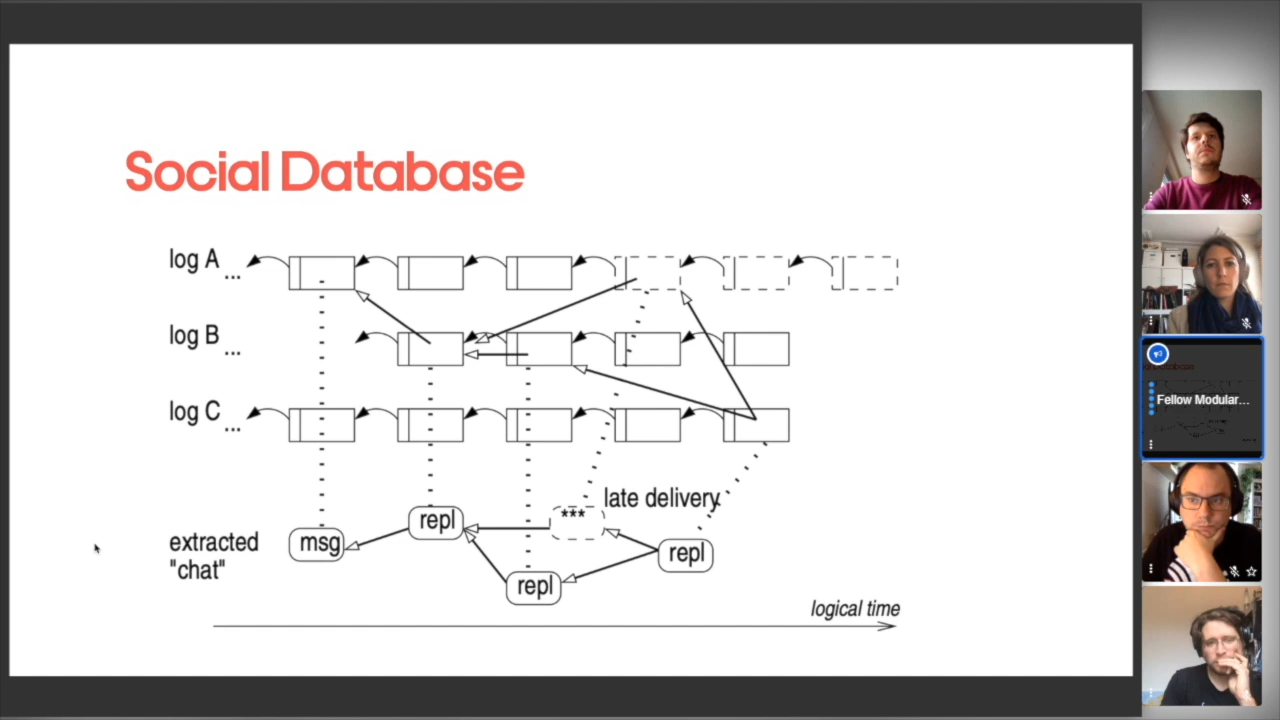 Social Database
log A ...
log B ...
log C ...
*** late delivery
repl
msg
repl
repl
extracted
"chat"
logical time
Fellow Modular...